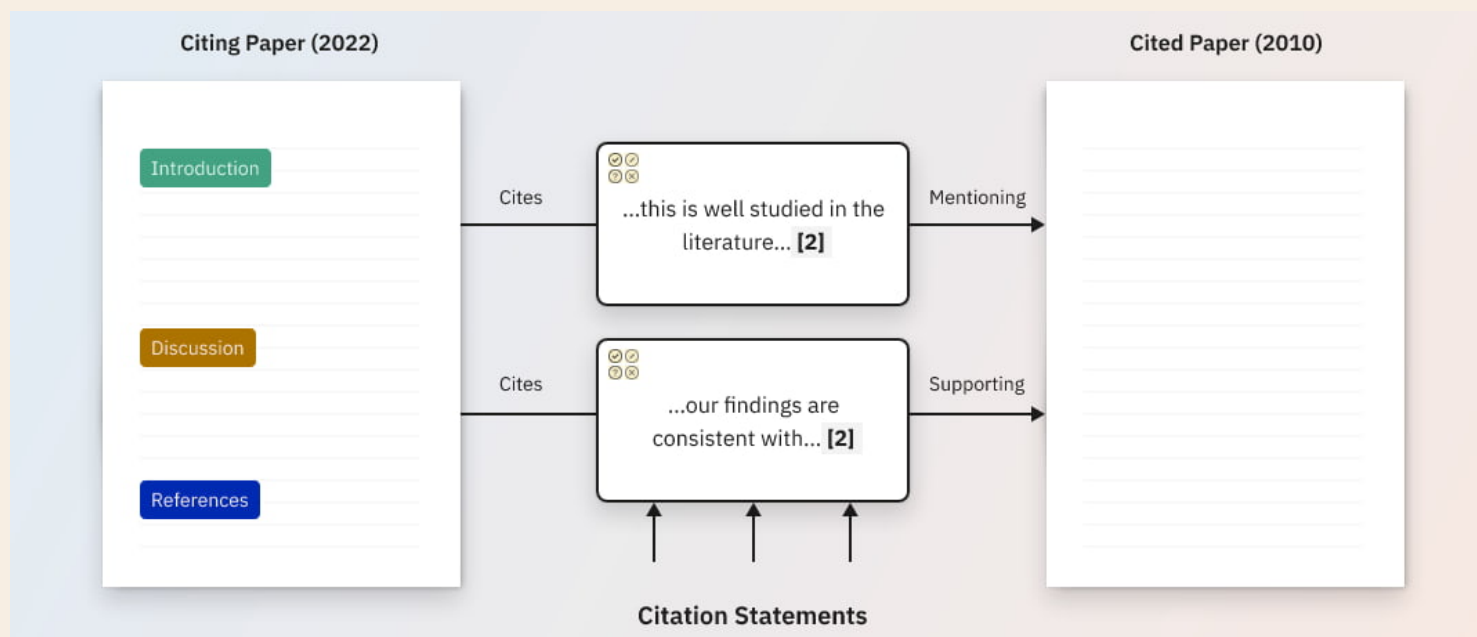 Citing Paper (2022)
Cited Paper (2010)
Introduction
Cites
...this is well studied in the
literature... [2]
Mentioning
Discussion
Cites
...our findings are
consistent with... [2]
Supporting
References
Citation Statements